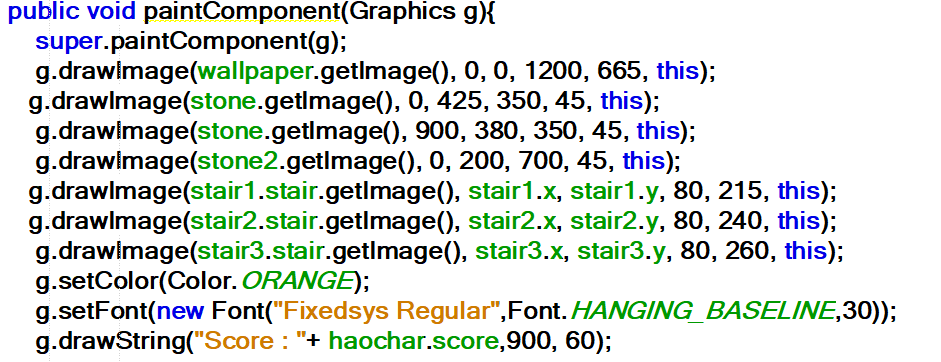 public void paintComponent(Graphics g){
super.paintComponent(g);
g.drawImage(wallpaper.getImage(), 0, 0, 1200, 665, this);
g.drawImage(stone.getImage(), 0, 425, 350, 45, this);
g.drawImage(stone.getImage(), 900, 380, 350, 45, this);
g.drawImage(stone2.getImage(), 0, 200, 700, 45, this);
g.drawImage(stair1.stair.getImage(), stair1.x, stair1.y, 80, 215, this);
g.drawImage(stair2.stair.getImage(), stair2.x, stair2.y, 80, 240, this);
g.drawImage(stair3.stair.getImage(), stair3.x, stair3.y, 80, 260, this);
g.setColor(Color.ORANGE);
g.setFont(new Font("Fixedsys Regular",Font.HANGING_BASELINE,30));
g.drawString("Score : "+ haochar.score,900, 60);